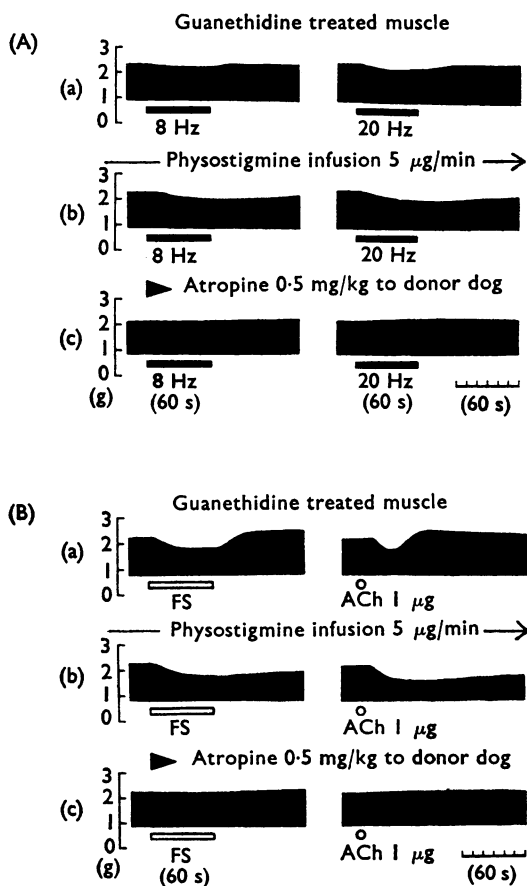 (A)
Guanethidine treated muscle
(a)
3
2
1
0
8 Hz
20 Hz
Physostigmine infusion 5 μg/min
(b)
3
2
1
0
8 Hz
20 Hz
Atropine 0·5 mg/kg to donor dog
(c)
3
2
1
0
(g)
8 Hz
(60 s)
20 Hz
(60 s)
(60 s)
(B)
Guanethidine treated muscle
(a)
3
2
1
0
FS
ACh 1 μg
Physostigmine infusion 5 μg/min
(b)
3
2
1
0
FS
ACh 1 μg
Atropine 0·5 mg/kg to donor dog
(c)
3
2
1
0
(g)
FS
(60 s)
ACh 1 μg
(60 s)